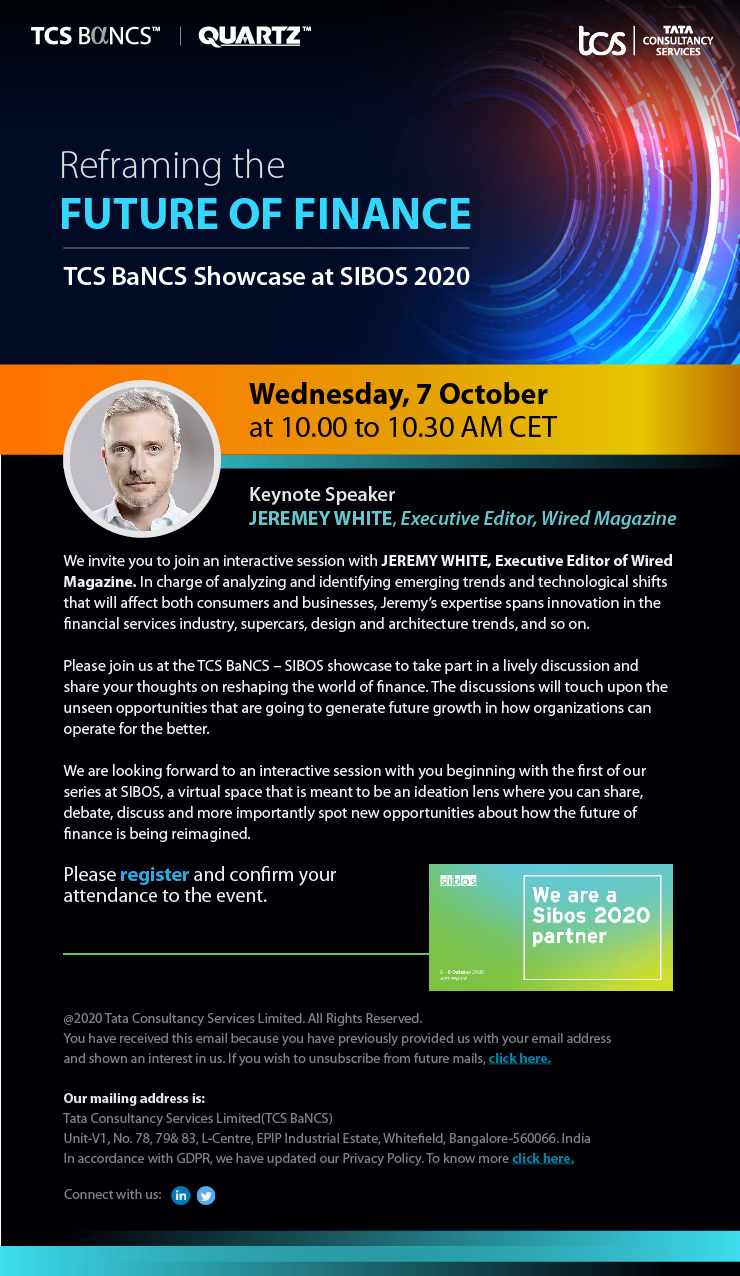 TCS BαNCS™ | QUARTZ™
tcs | TATA
CONSULTANCY
SERVICES
Reframing the
FUTURE OF FINANCE
TCS BaNCS Showcase at SIBOS 2020
Wednesday, 7 October
at 10.00 to 10.30 AM CET
Keynote Speaker
JEREMEY WHITE, Executive Editor, Wired Magazine
We invite you to join an interactive session with JEREMY WHITE, Executive Editor of Wired
Magazine. In charge of analyzing and identifying emerging trends and technological shifts
that will affect both consumers and businesses, Jeremy's expertise spans innovation in the
financial services industry, supercars, design and architecture trends, and so on.
Please join us at the TCS BaNCS – SIBOS showcase to take part in a lively discussion and
share your thoughts on reshaping the world of finance. The discussions will touch upon the
unseen opportunities that are going to generate future growth in how organizations can
operate for the better.
We are looking forward to an interactive session with you beginning with the first of our
series at SIBOS, a virtual space that is meant to be an ideation lens where you can share,
debate, discuss and more importantly spot new opportunities about how the future of
finance is being reimagined.
Please register and confirm your
attendance to the event.
sibos
We are a
Sibos 2020
partner
October 2020
@2020 Tata Consultancy Services Limited. All Rights Reserved.
You have received this email because you have previously provided us with your email address
and shown an interest in us. If you wish to unsubscribe from future mails, click here.
Our mailing address is:
Tata Consultancy Services Limited(TCS BaNCS)
Unit-V1, No. 78, 79& 83, L-Centre, EPIP Industrial Estate, Whitefield, Bangalore-560066. India
In accordance with GDPR, we have updated our Privacy Policy. To know more click here.
Connect with us: in